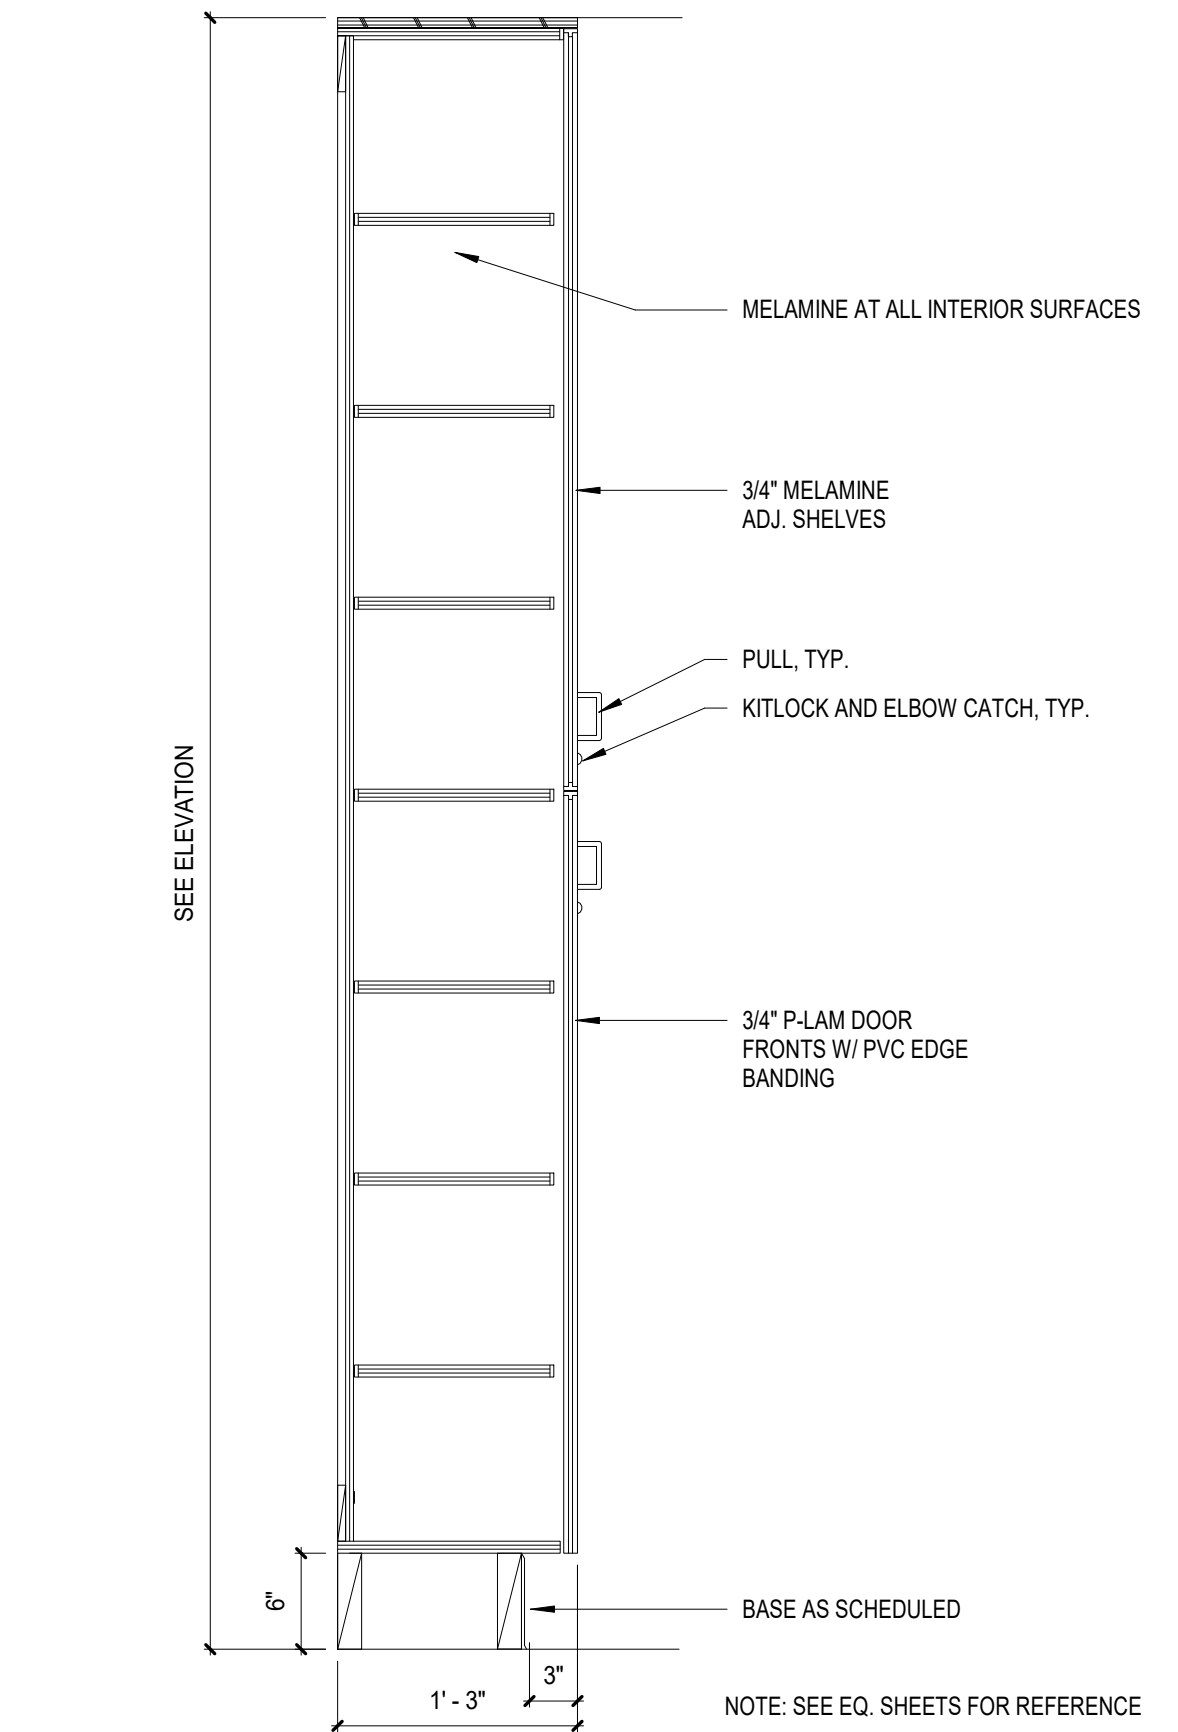 MELAMINE AT ALL INTERIOR SURFACES
3/4" MELAMINE
ADJ. SHELVES
PULL, TYP.
KITLOCK AND ELBOW CATCH, TYP.
SEE ELEVATION
3/4" P-LAM DOOR
FRONTS W/ PVC EDGE
BANDING
6"
BASE AS SCHEDULED
3"
1' - 3"
NOTE: SEE EQ. SHEETS FOR REFERENCE